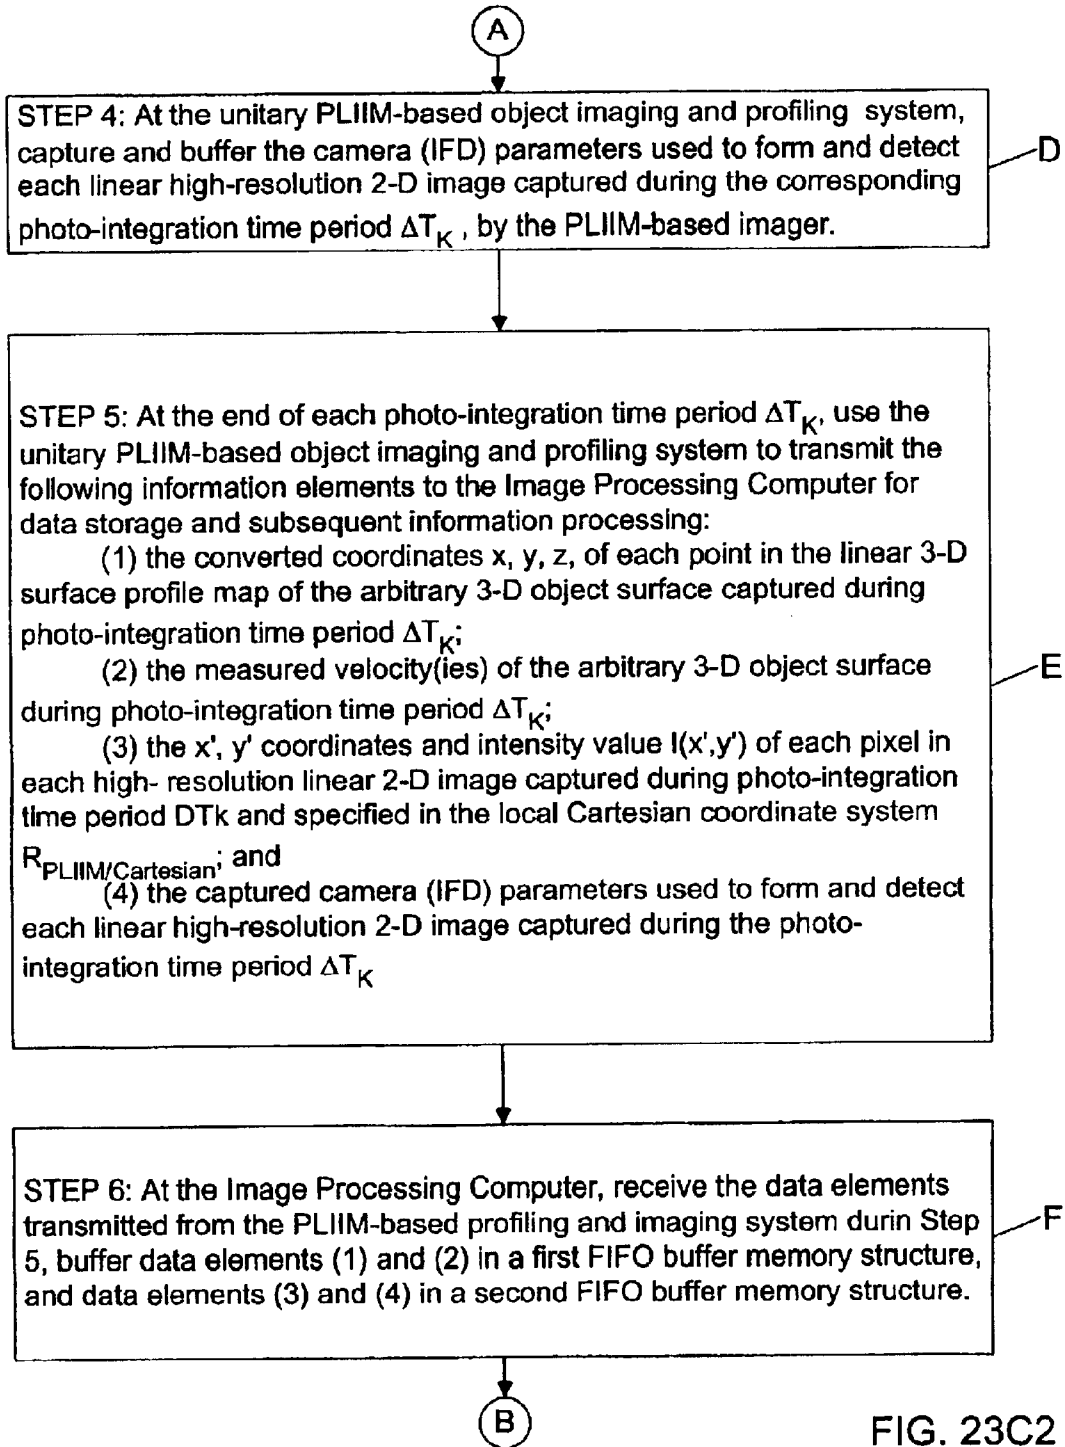 A
STEP 4: At the unitary PLIIM-based object imaging and profiling system,
capture and buffer the camera (IFD) parameters used to form and detect
each linear high-resolution 2-D image captured during the corresponding
photo-integration time period ΔT_K , by the PLIIM-based imager.
D
STEP 5: At the end of each photo-integration time period ΔT_K, use the
unitary PLIIM-based object imaging and profiling system to transmit the
following information elements to the Image Processing Computer for
data storage and subsequent information processing:
(1) the converted coordinates x, y, z, of each point in the linear 3-D
surface profile map of the arbitrary 3-D object surface captured during
photo-integration time period ΔT_K;
(2) the measured velocity(ies) of the arbitrary 3-D object surface
during photo-integration time period ΔT_K;
(3) the x', y' coordinates and intensity value I(x',y') of each pixel in
each high- resolution linear 2-D image captured during photo-integration
time period DTk and specified in the local Cartesian coordinate system
R_PLIIM/Cartesian; and
(4) the captured camera (IFD) parameters used to form and detect
each linear high-resolution 2-D image captured during the photo-
integration time period ΔT_K
E
STEP 6: At the Image Processing Computer, receive the data elements
transmitted from the PLIIM-based profiling and imaging system durin Step
5, buffer data elements (1) and (2) in a first FIFO buffer memory structure,
and data elements (3) and (4) in a second FIFO buffer memory structure.
F
B
FIG. 23C2